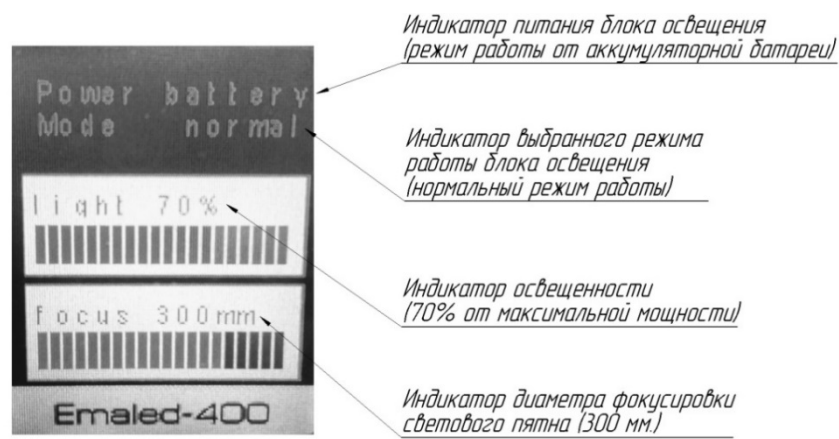 Индикатор питания блока освещения
(режим работы от аккумуляторной батареи)
Power battery
Mode normal
Индикатор выбранного режима
работы блока освещения
(нормальный режим работы)
light 70%
Индикатор освещенности
(70% от максимальной мощности)
focus 300mm
Индикатор диаметра фокусировки
светового пятна (300 мм.)
Emaled-400